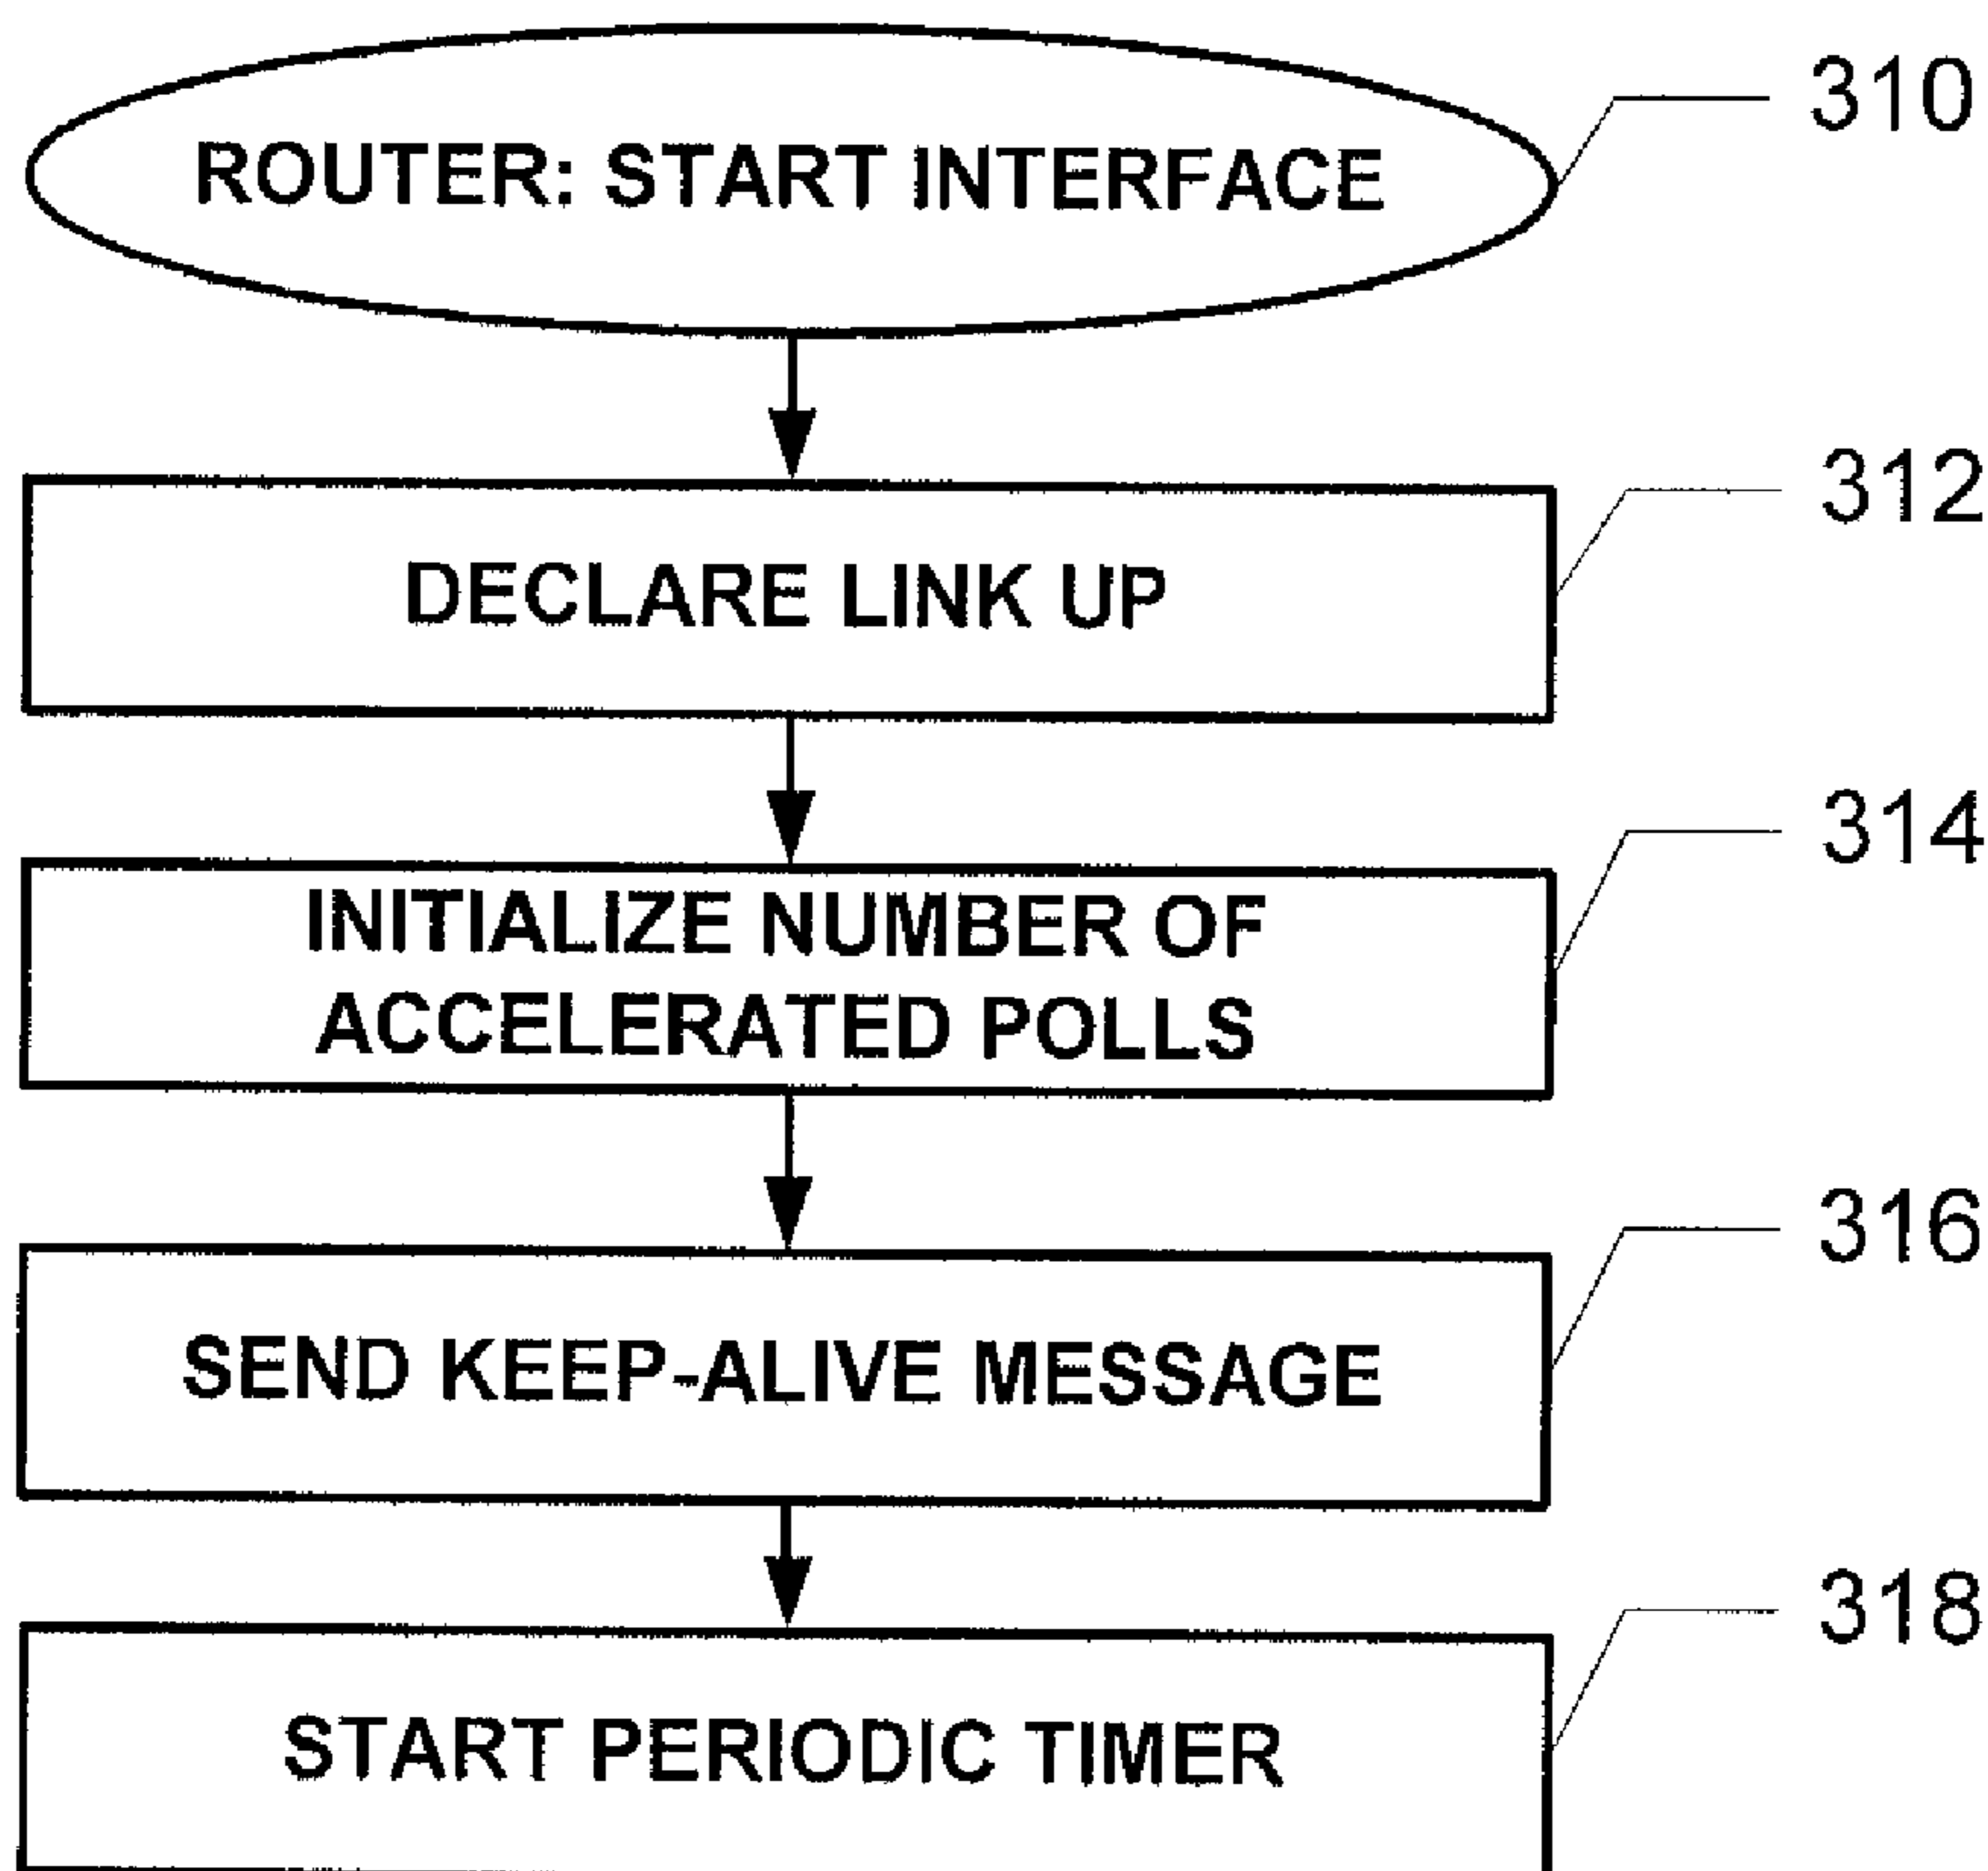 ROUTER: START INTERFACE
310
DECLARE LINK UP
312
INITIALIZE NUMBER OF
ACCELERATED POLLS
314
SEND KEEP-ALIVE MESSAGE
316
START PERIODIC TIMER
318